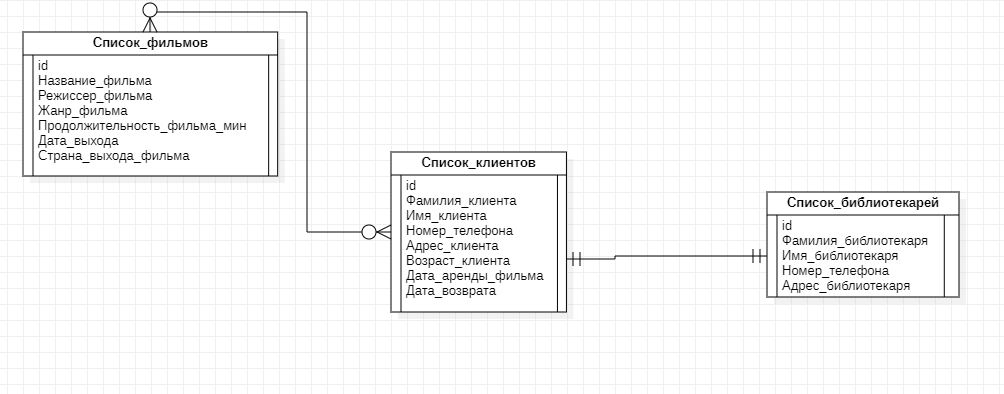 Список_фильмов
id
Название_фильма
Режиссер_фильма
Жанр_фильма
Продолжительность_фильма_мин
Дата_выхода
Страна_выхода_фильма
Список_клиентов
id
Фамилия_клиента
Имя_клиента
Номер_телефона
Адрес_клиента
Возраст_клиента
Дата_аренды_фильма
Дата_возврата
Список_библиотекарей
id
Фамилия_библиотекаря
Имя_библиотекаря
Номер_телефона
Адрес_библиотекаря